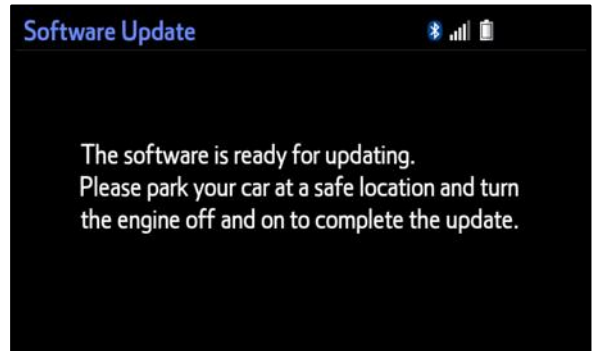 Software Update
The software is ready for updating.
Please park your car at a safe location and turn
the engine off and on to complete the update.